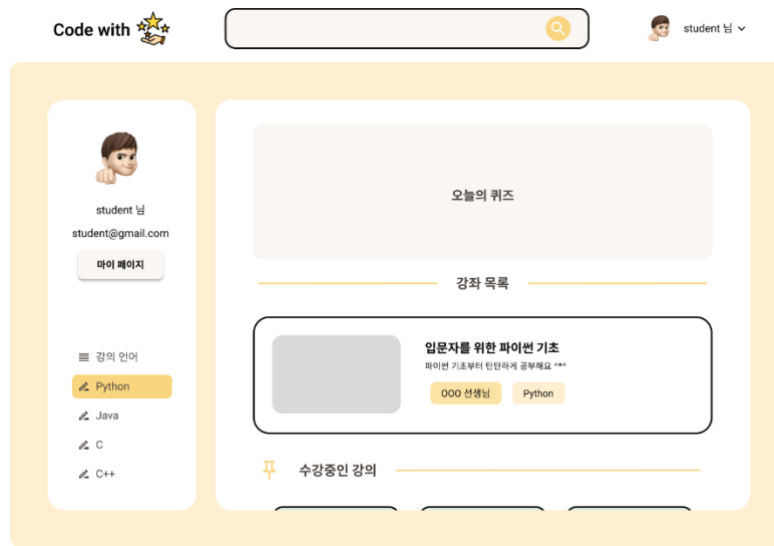 Code with
student 님
student 님
student@gmail.com
마이 페이지
강의 언어
Python
Java
C
C++
오늘의 퀴즈
강좌 목록
입문자를 위한 파이썬 기초
파이썬 기초부터 탄탄하게 공부해요 ^*^
OOO 선생님
Python
수강중인 강의